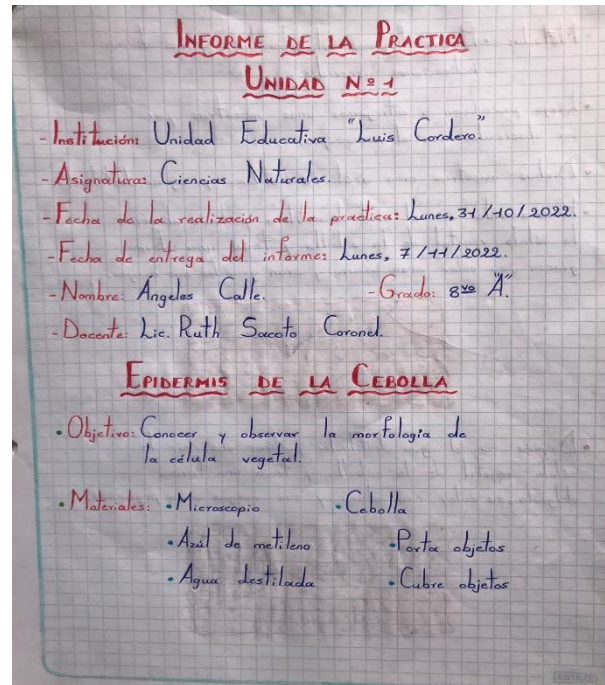 INFORME DE LA PRACTICA
UNIDAD Nº 1
- Institución: Unidad Educativa "Luis Cordero".
- Asignatura: Ciencias Naturales.
- Fecha de la realización de la practica: Lunes, 31/10/2022.
- Fecha de entrega del informe: Lunes, 7/11/2022.
- Nombre: Ángeles Calle. - Grado: 8vo "A".
- Docente: Lic. Ruth Sacoto Coronel.
EPIDERMIS DE LA CEBOLLA
• Objetivo: Conocer y observar la morfología de
la célula vegetal.
• Materiales: • Microscopio • Cebolla
• Azúl de metileno • Porta objetos
• Agua destilada • Cubre objetos